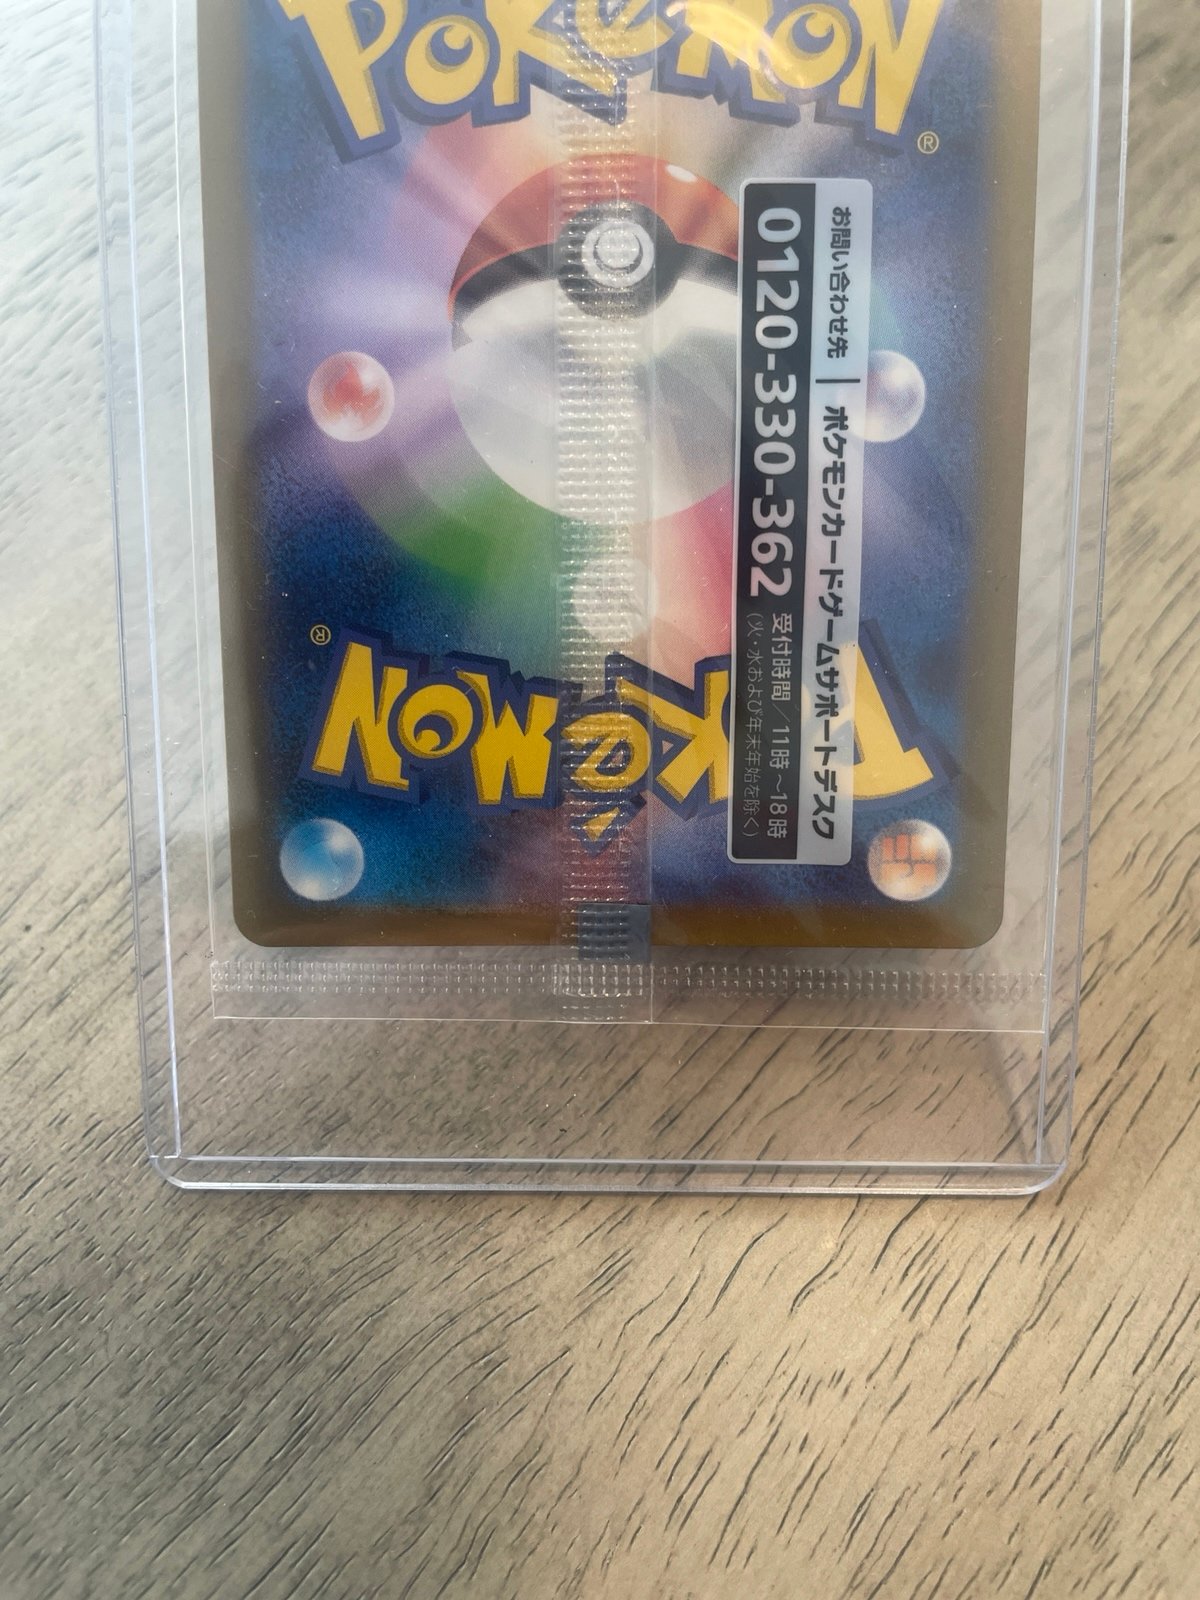 POKÉMON
®
お問い合わせ先 | ポケモンカードゲームサポートデスク
0120-330-362 受付時間/11時~18時
(火・水および年末年始を除く)
POKÉMON
®